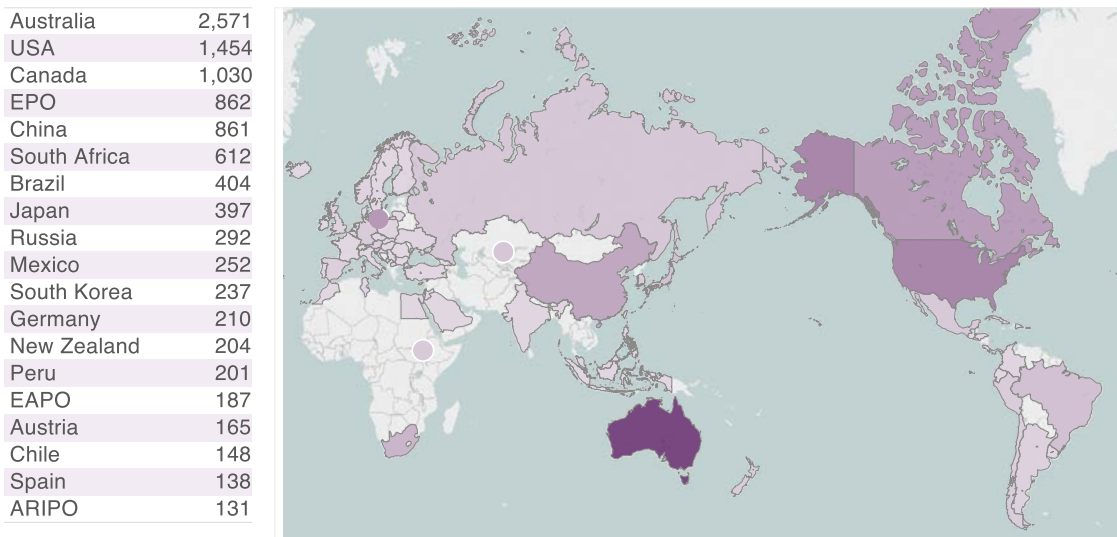 Australia 2,571
USA 1,454
Canada 1,030
EPO 862
China 861
South Africa 612
Brazil 404
Japan 397
Russia 292
Mexico 252
South Korea 237
Germany 210
New Zealand 204
Peru 201
EAPO 187
Austria 165
Chile 148
Spain 138
ARIPO 131